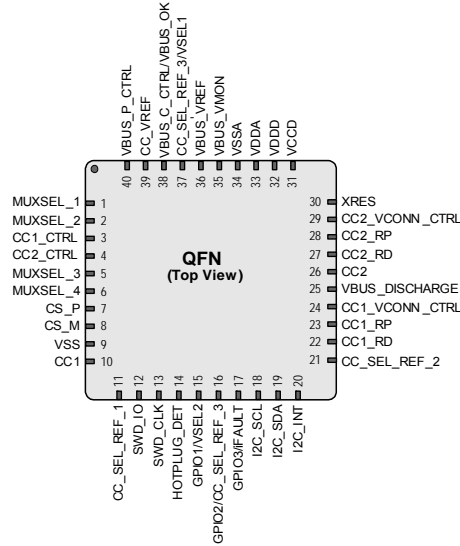 VBUS_P_CTRL
CC_VREF
VBUS_C_CTRL/VBUS_OK
CC_SEL_REF_3/VSEL1
VBUS_VREF
VBUS_VMON
VSSA
VDDA
VDDD
VCCD
40 39 38 37 36 35 34 33 32 31
MUXSEL_1 1
MUXSEL_2 2
CC1_CTRL 3
CC2_CTRL 4
MUXSEL_3 5
MUXSEL_4 6
CS_P 7
CS_M 8
VSS 9
CC1 10
QFN
(Top View)
30 XRES
29 CC2_VCONN_CTRL
28 CC2_RP
27 CC2_RD
26 CC2
25 VBUS_DISCHARGE
24 CC1_VCONN_CTRL
23 CC1_RP
22 CC1_RD
21 CC_SEL_REF_2
11 12 13 14 15 16 17 18 19 20
CC_SEL_REF_1
SWD_IO
SWD_CLK
HOTPLUG_DET
GPIO1/VSEL2
GPIO2/CC_SEL_REF_3
GPIO3/IFAULT
I2C_SCL
I2C_SDA
I2C_INT